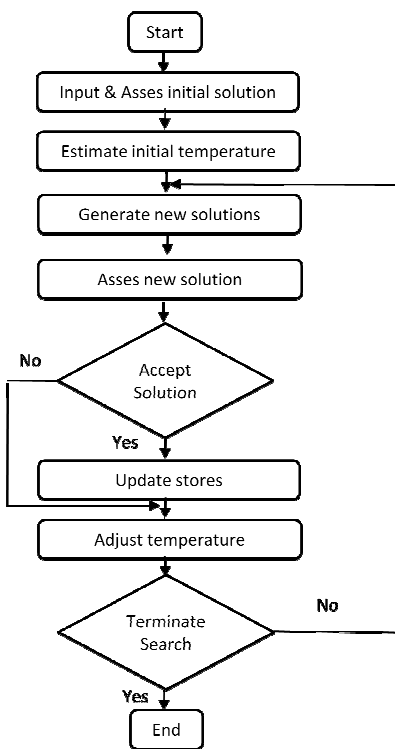 Start
Input & Asses initial solution
Estimate initial temperature
Generate new solutions
Asses new solution
No
Accept
Solution
Yes
Update stores
Adjust temperature
No
Terminate
Search
Yes
End